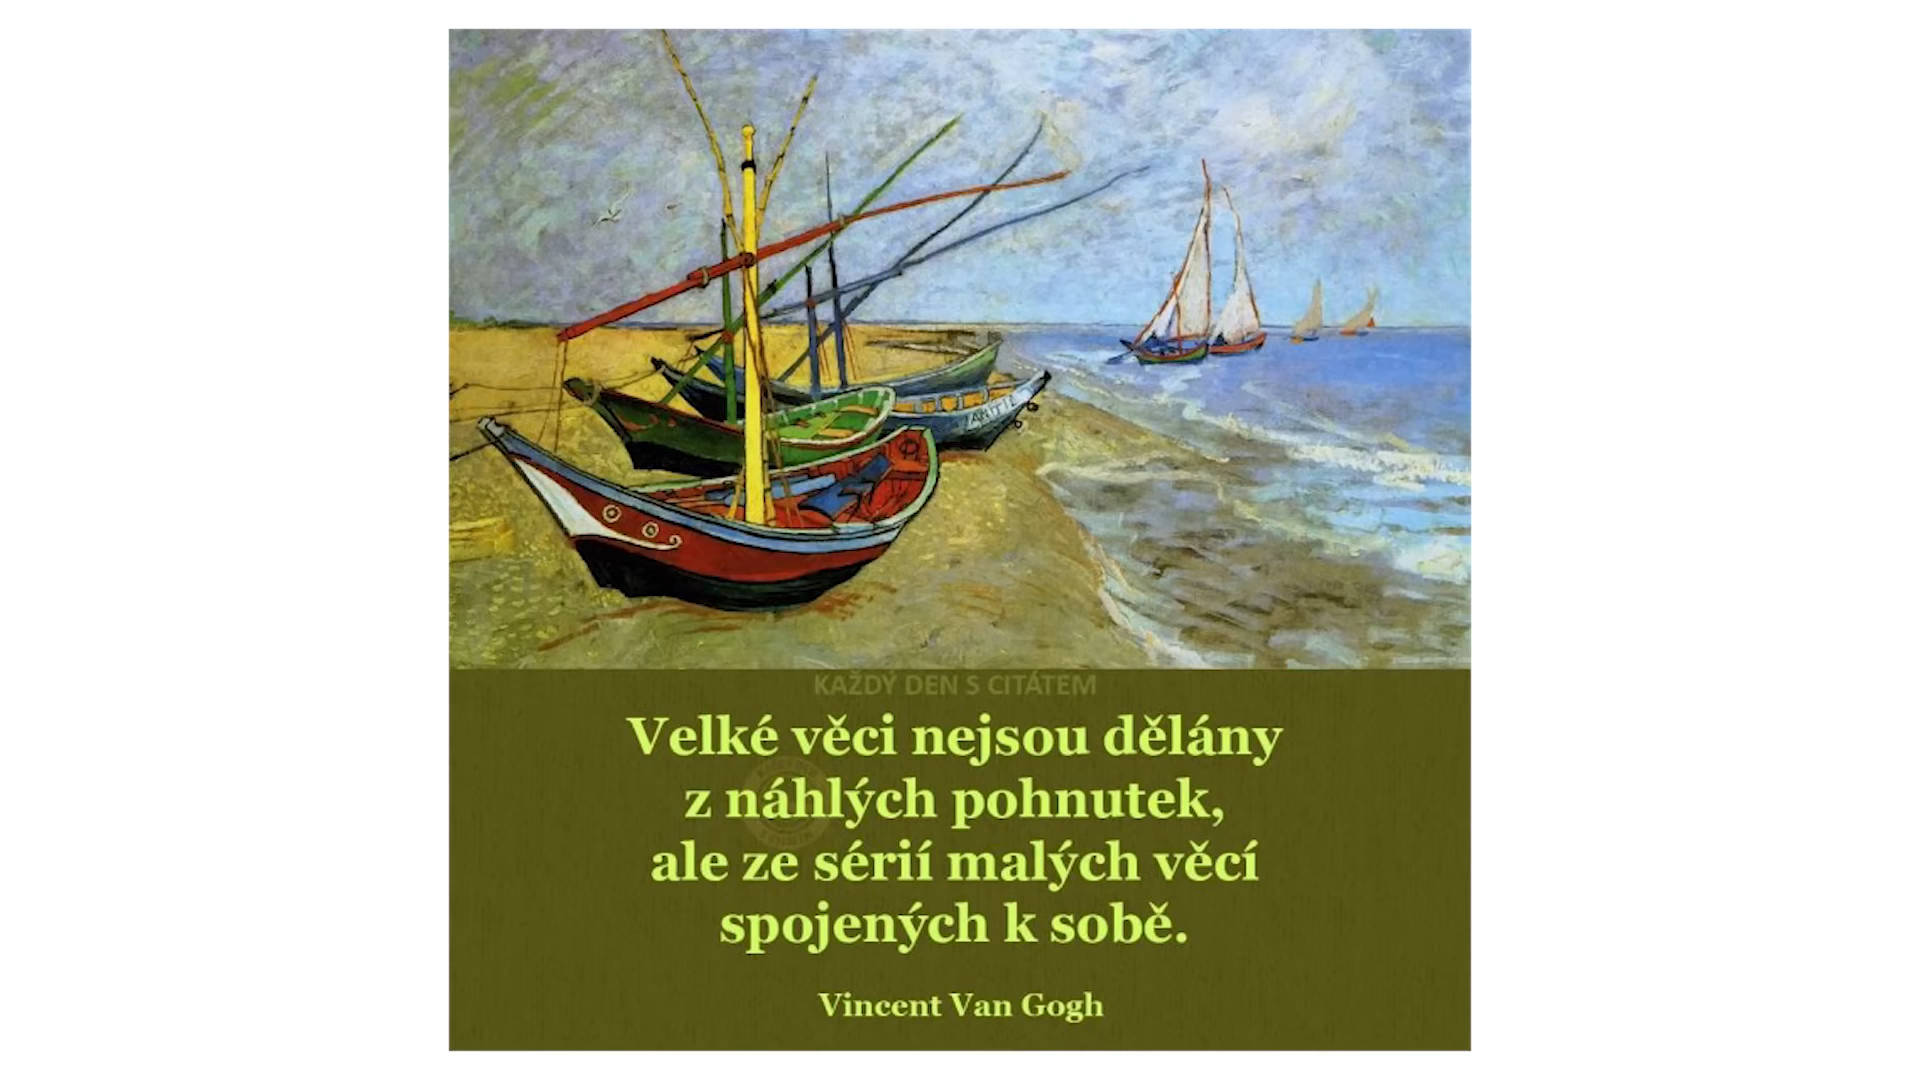 KAŽDÝ DEN S CITÁTEM
Velké věci nejsou dělány
z náhlých pohnutek,
ale ze sérií malých věcí
spojených k sobě.
Vincent Van Gogh